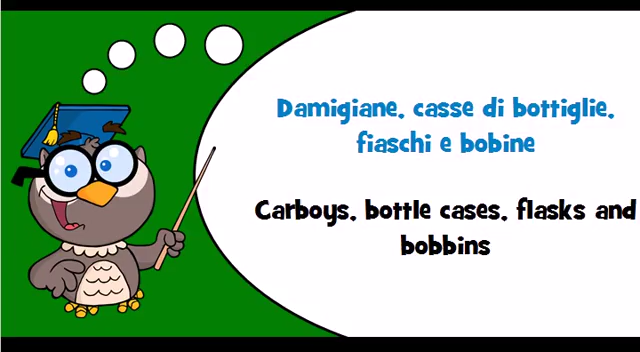 Damigiane, casse di bottiglie,
fiaschi e bobine
Carboys, bottle cases, flasks and
bobbins